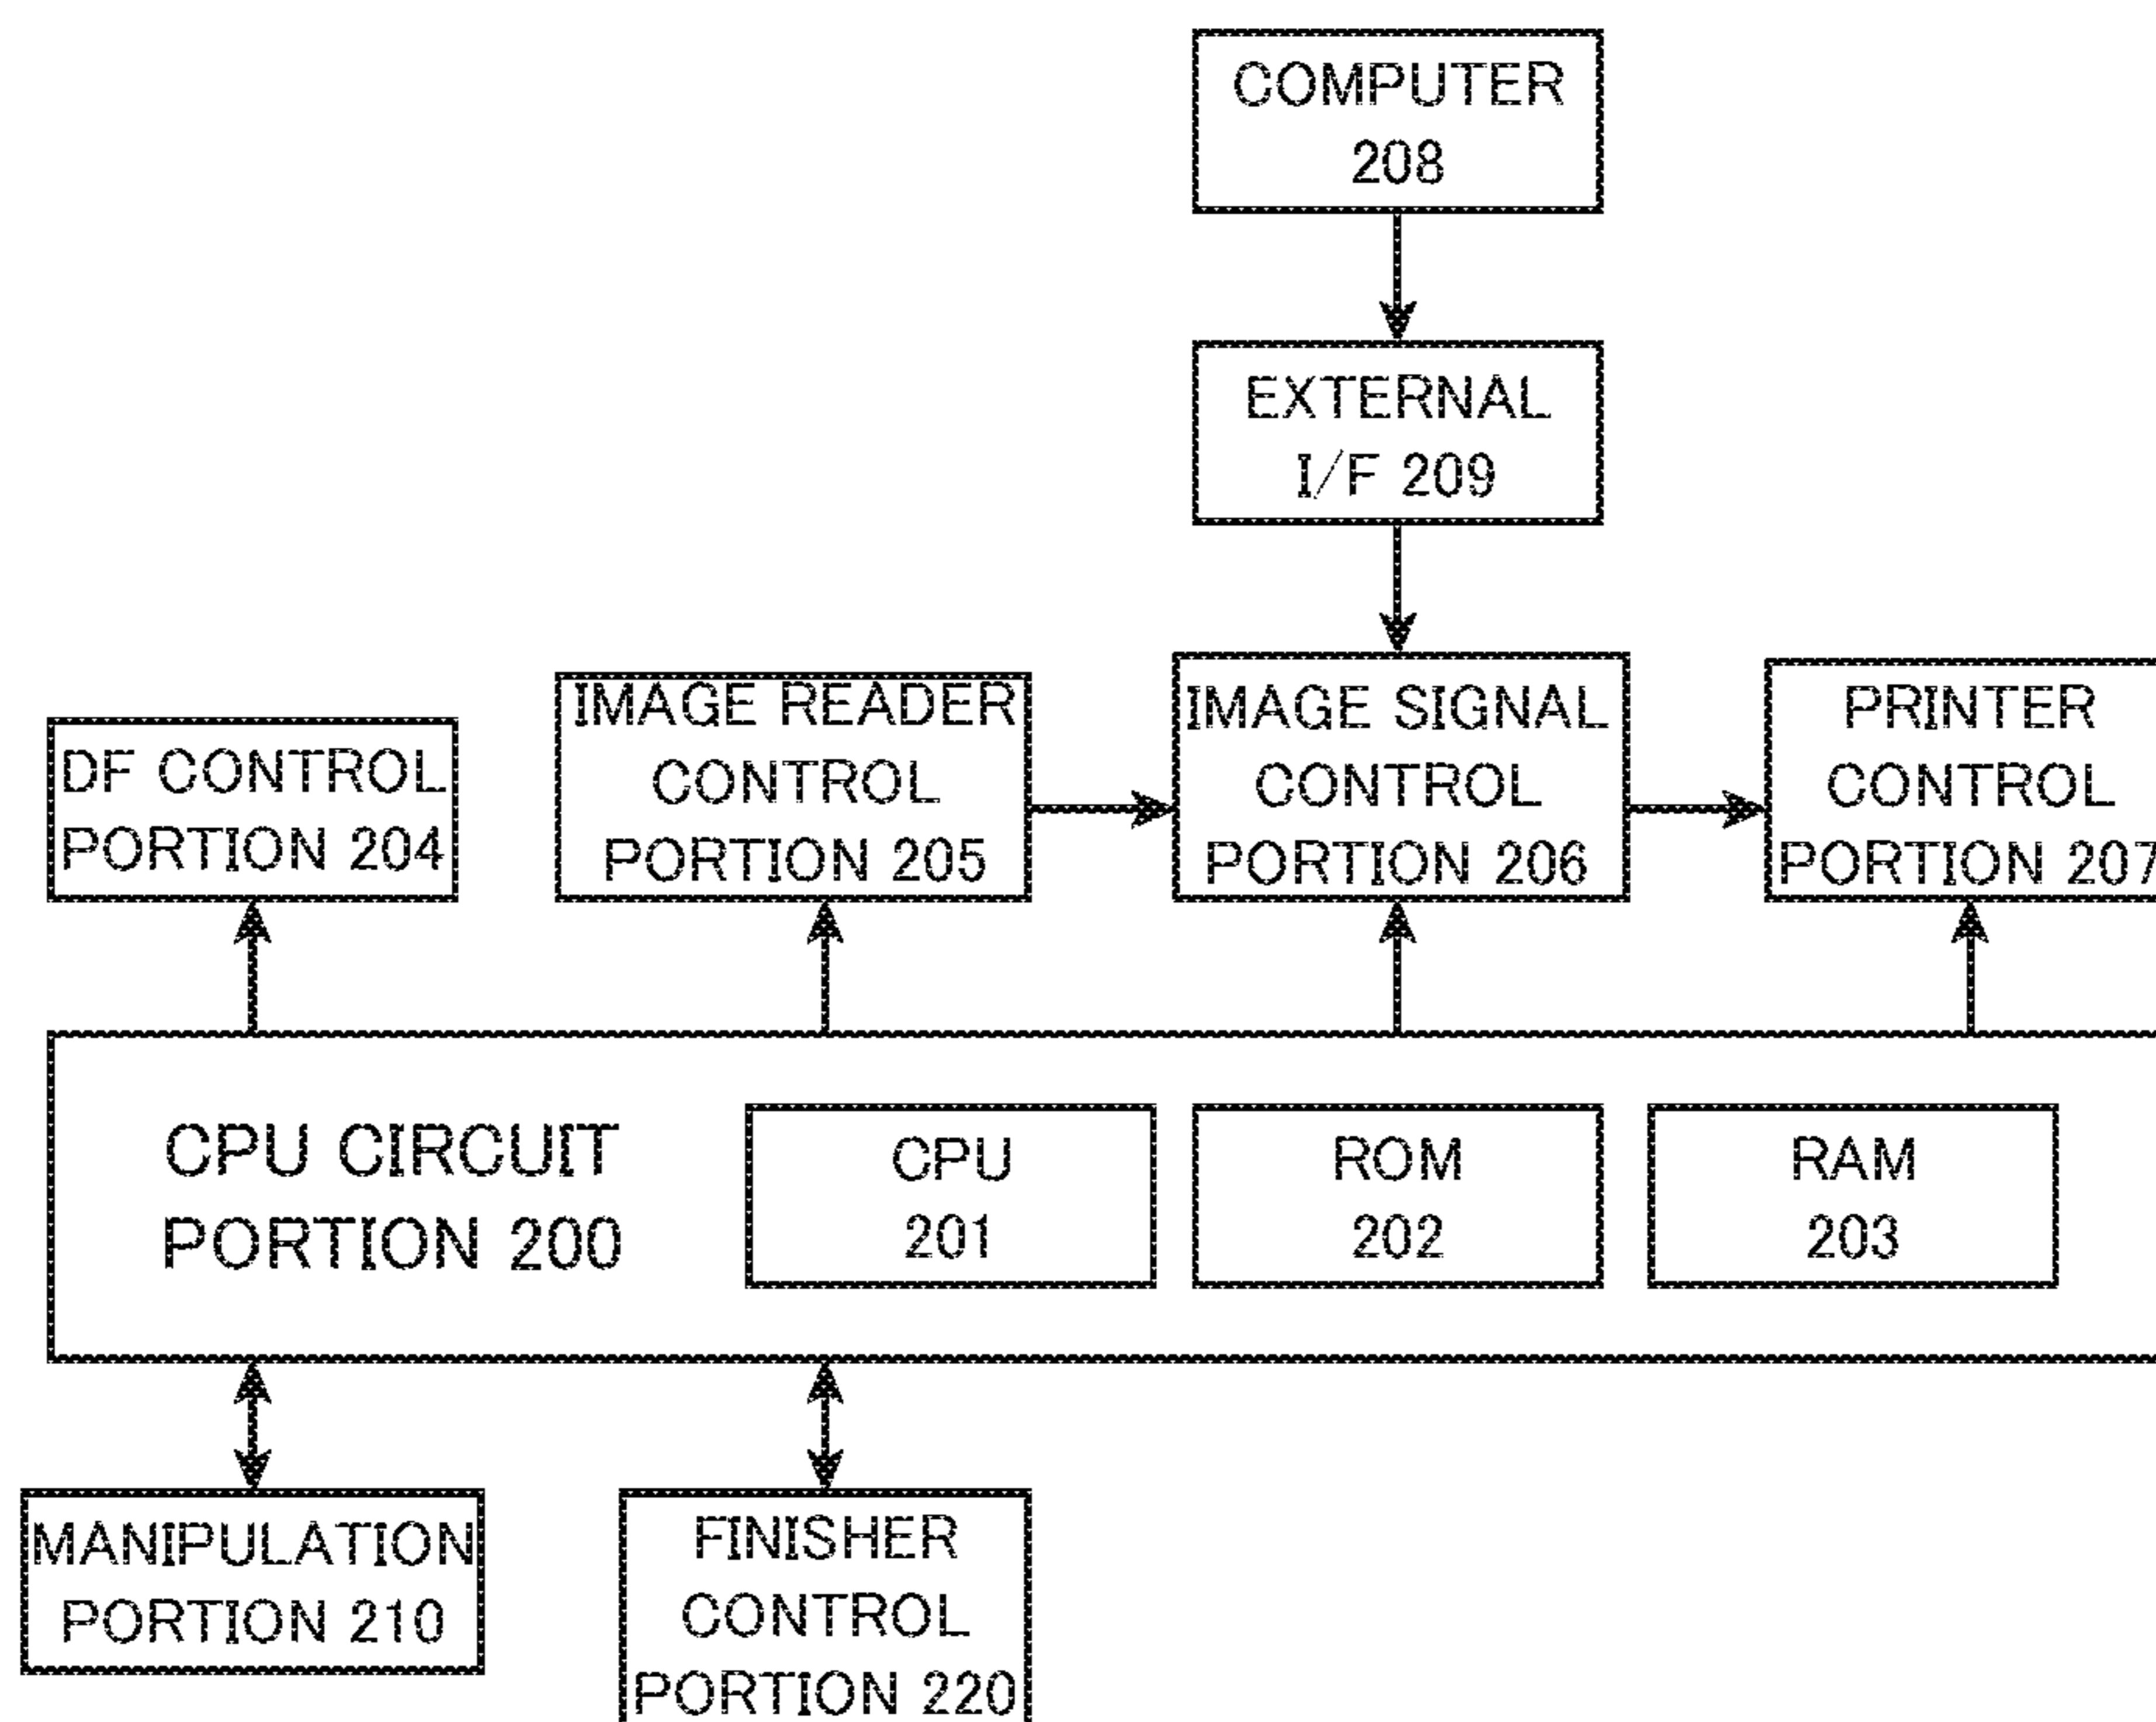 COMPUTER
208
EXTERNAL
I/F 209
DF CONTROL
PORTION 204
IMAGE READER
CONTROL
PORTION 205
IMAGE SIGNAL
CONTROL
PORTION 206
PRINTER
CONTROL
PORTION 207
CPU CIRCUIT
PORTION 200
CPU
201
ROM
202
RAM
203
MANIPULATION
PORTION 210
FINISHER
CONTROL
PORTION 220